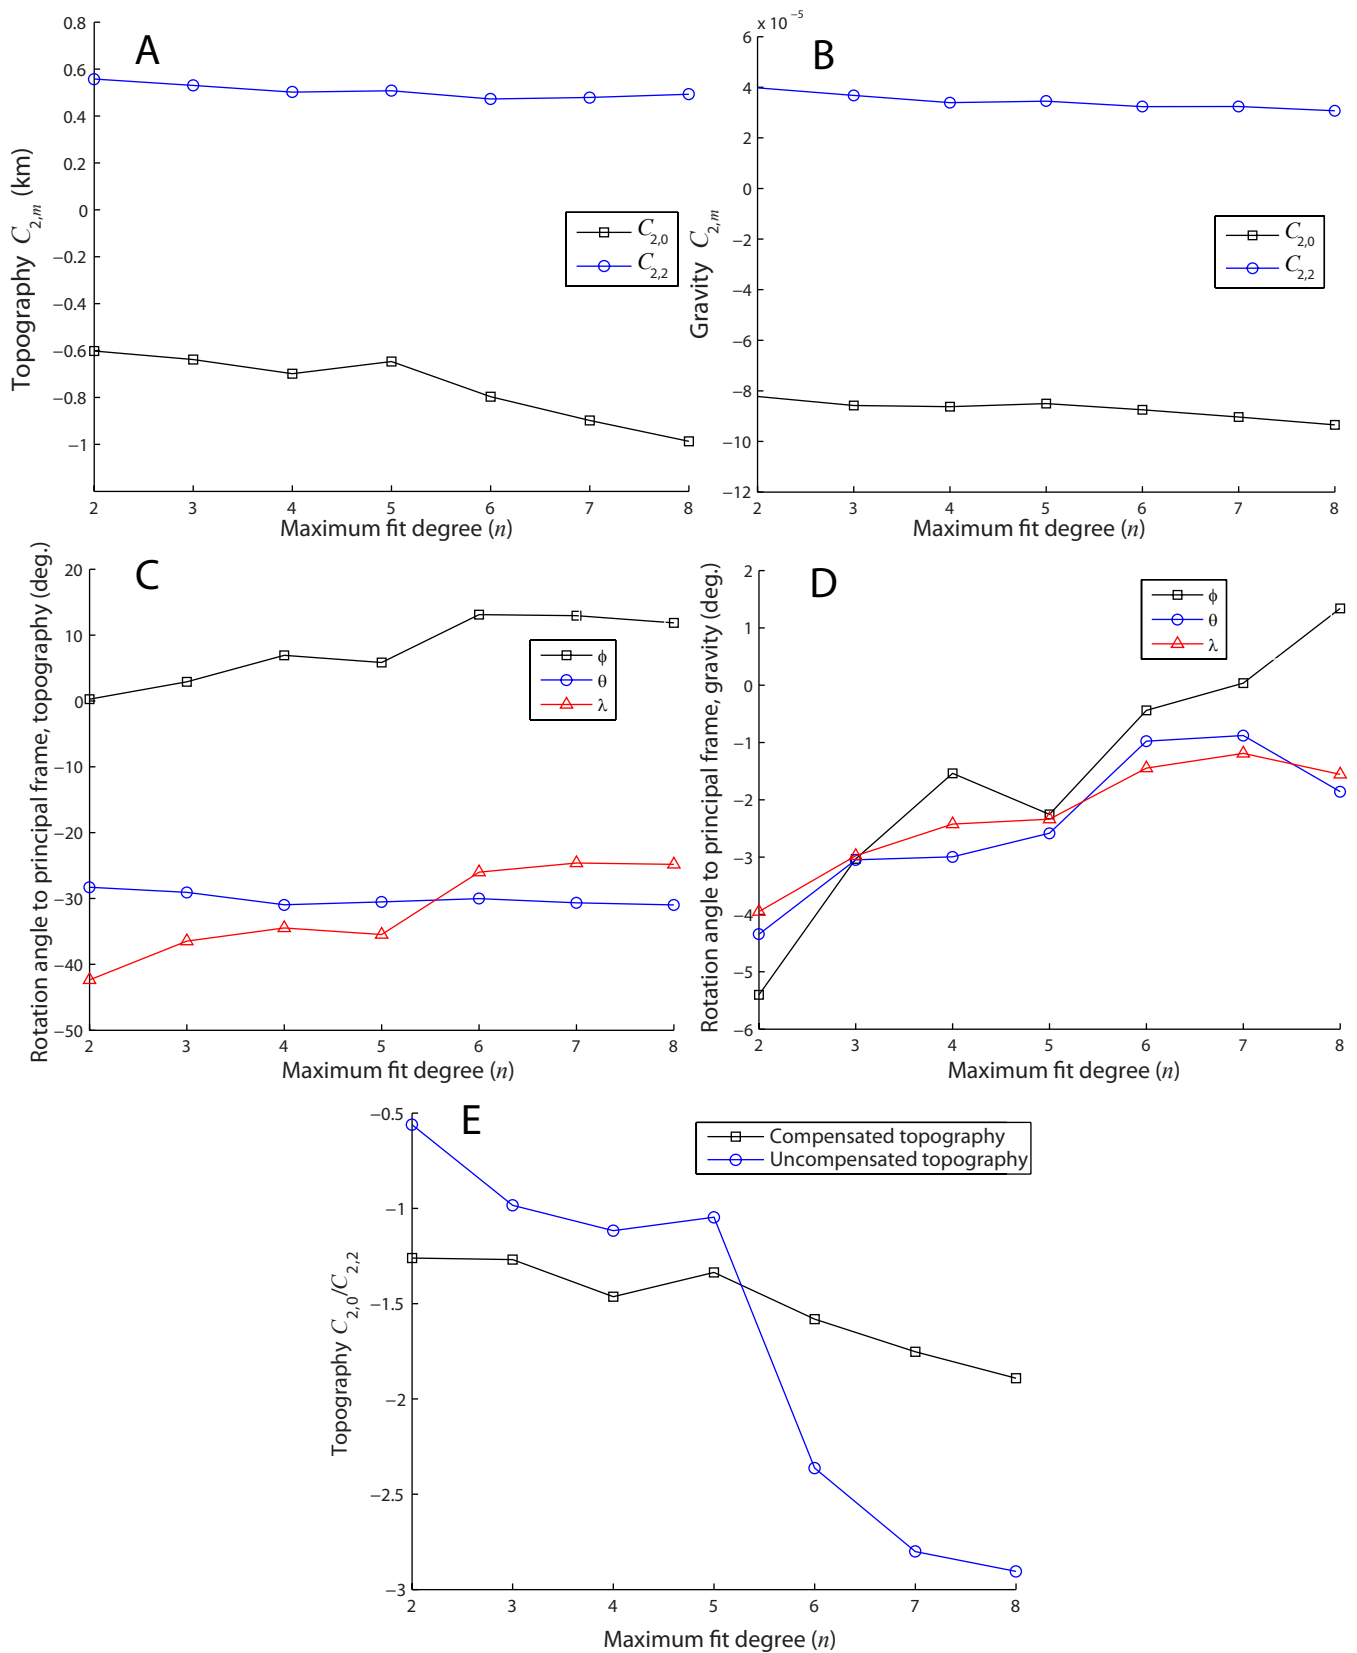 A
0.8
0.6
0.4
0.2
0
−0.2
−0.4
−0.6
−0.8
−1
Topography C2,m (km)
C2,0
C2,2
2 3 4 5 6 7 8
Maximum fit degree (n)
B
x 10 −5
6
4
2
0
−2
−4
−6
−8
−10
−12
Gravity C2,m
C2,0
C2,2
2 3 4 5 6 7 8
Maximum fit degree (n)
C
20
10
0
−10
−20
−30
−40
−50
Rotation angle to principal frame, topography (deg.)
ϕ
θ
λ
2 3 4 5 6 7 8
Maximum fit degree (n)
D
2
1
0
−1
−2
−3
−4
−5
−6
Rotation angle to principal frame, gravity (deg.)
ϕ
θ
λ
2 3 4 5 6 7 8
Maximum fit degree (n)
E
−0.5
−1
−1.5
−2
−2.5
−3
Topography C2,0/C2,2
Compensated topography
Uncompensated topography
2 3 4 5 6 7 8
Maximum fit degree (n)